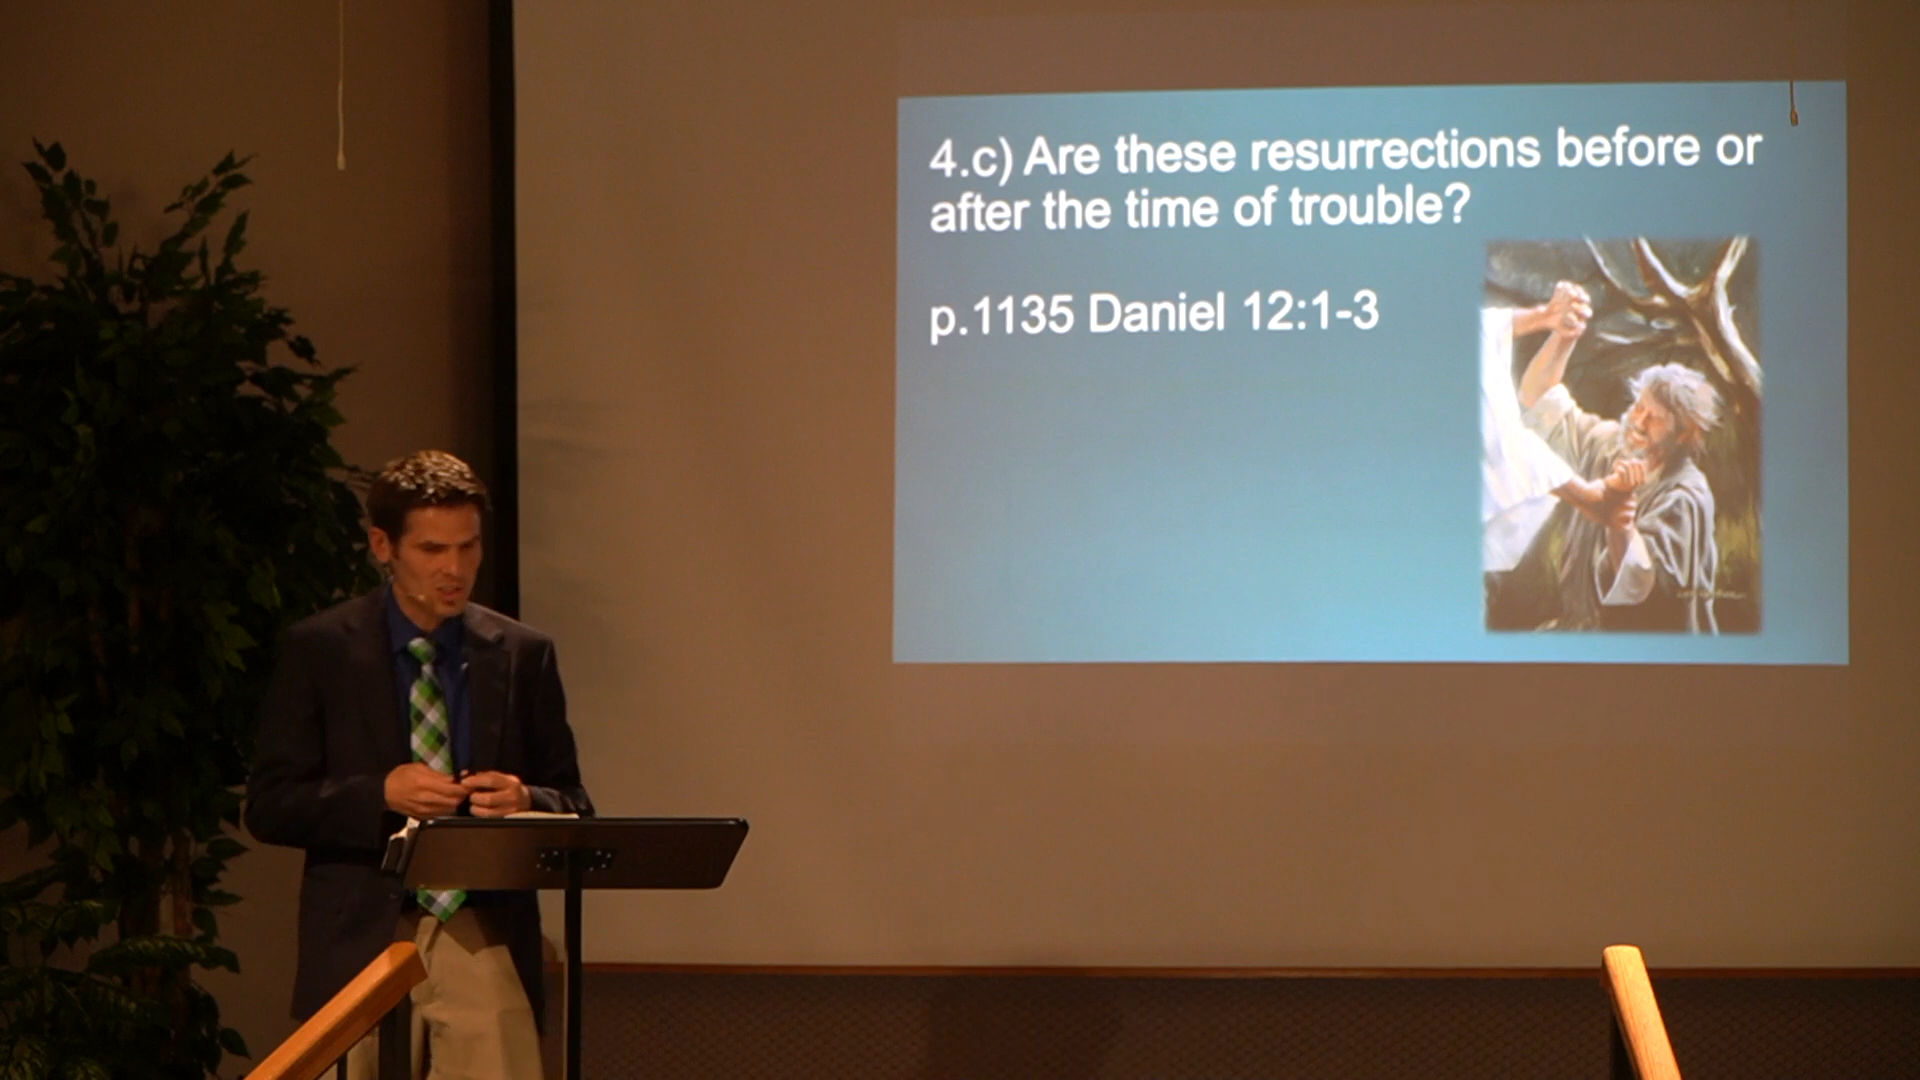 4.c) Are these resurrections before or
after the time of trouble?
p.1135 Daniel 12:1-3